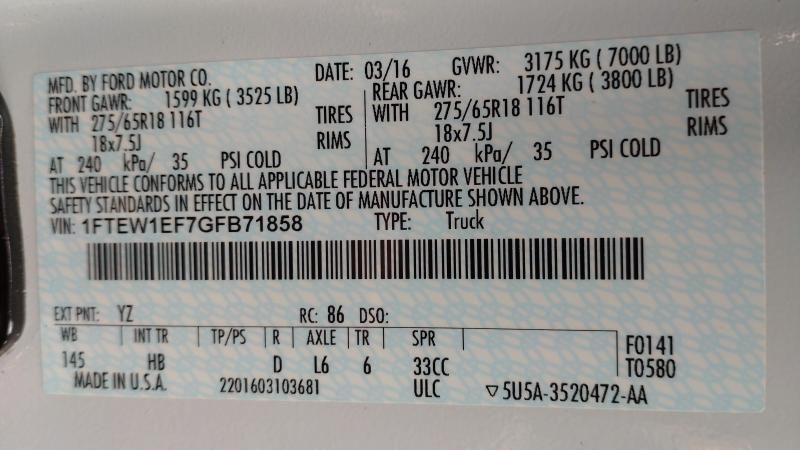 MFD. BY FORD MOTOR CO. DATE: 03/16 GVWR: 3175 KG ( 7000 LB)
FRONT GAWR: 1599 KG ( 3525 LB) REAR GAWR: 1724 KG ( 3800 LB)
WITH 275/65R18 116T TIRES WITH 275/65R18 116T TIRES
18x7.5J RIMS 18x7.5J RIMS
AT 240 kPa/ 35 PSI COLD AT 240 kPa/ 35 PSI COLD
THIS VEHICLE CONFORMS TO ALL APPLICABLE FEDERAL MOTOR VEHICLE
SAFETY STANDARDS IN EFFECT ON THE DATE OF MANUFACTURE SHOWN ABOVE.
VIN: 1FTEW1EF7GFB71858 TYPE: Truck
EXT PNT: YZ RC: 86 DSO:
WB INT TR TP/PS R AXLE TR SPR F0141
145 HB D L6 6 33CC T0580
MADE IN U.S.A. 2201603103681 ULC ▽5U5A-3520472-AA